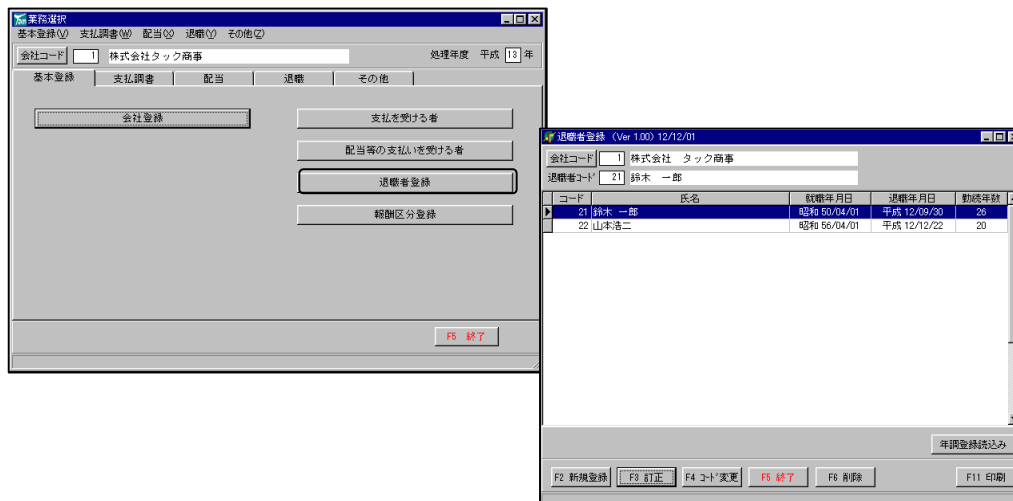 業務選択
基本登録(V) 支払調書(W) 配当(X) 退職(Y) その他(Z)
会社コード 1 株式会社タック商事 処理年度 平成 13 年
基本登録 支払調書 配当 退職 その他
会社登録 支払を受ける者
配当等の支払いを受ける者
退職者登録
報酬区分登録
F5 終了
退職者登録 (Ver 1.00) 12/12/01
会社コード 1 株式会社 タック商事
退職者コード 21 鈴木 一郎
コード 氏名 就職年月日 退職年月日 勤続年数
21 鈴木 一郎 昭和 50/04/01 平成 12/09/30 26
22 山本浩二 昭和 56/04/01 平成 12/12/22 20
年調登録読込み
F2 新規登録 F3 訂正 F4 コード変更 F5 終了 F6 削除 F11 印刷